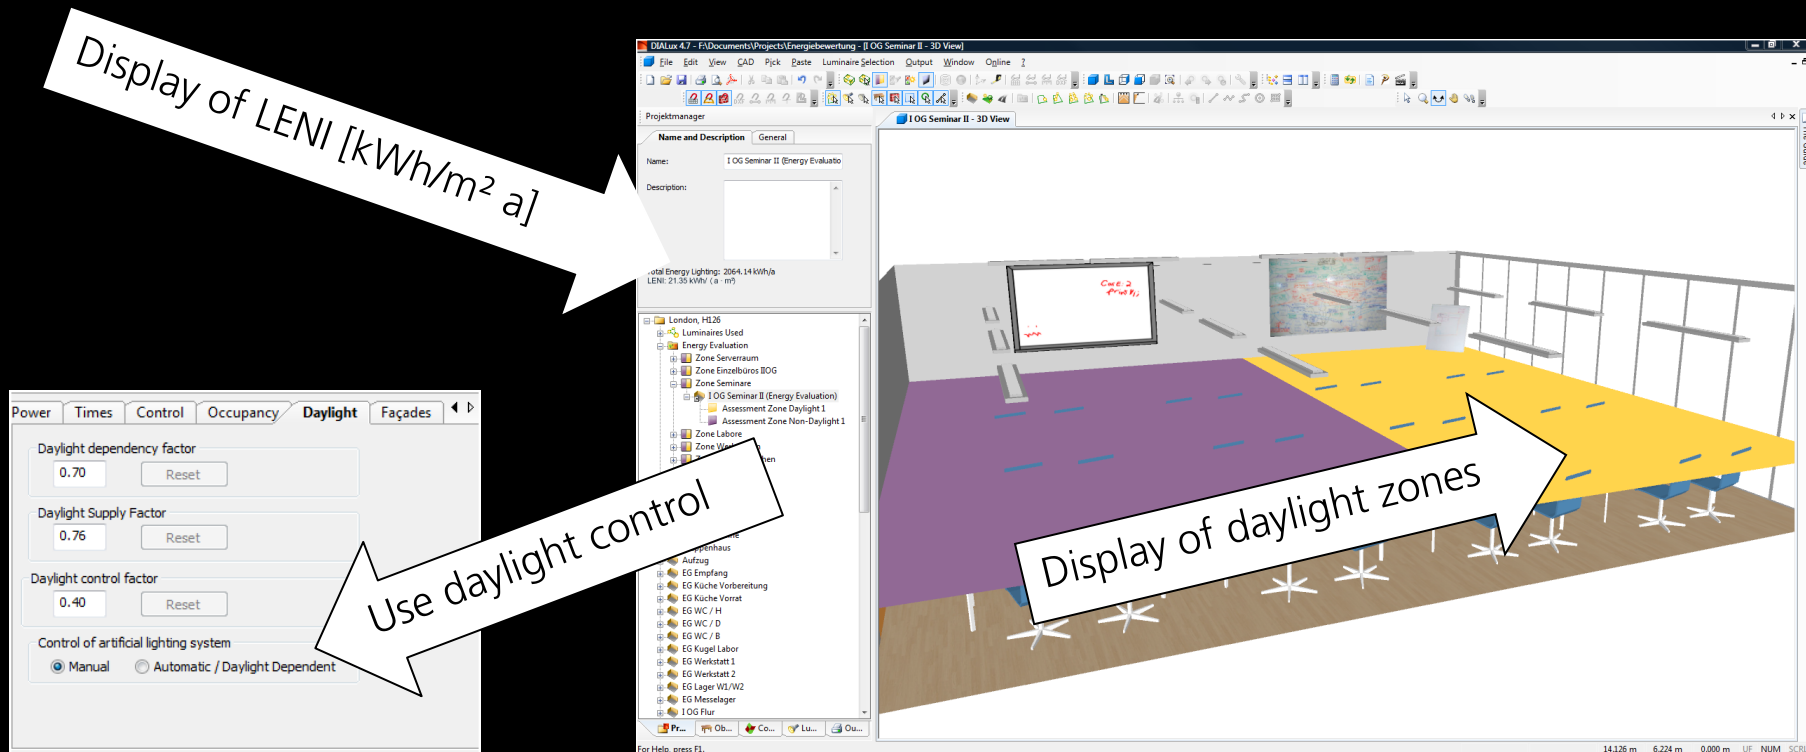 Display of LENI [kWh/m² a]
DIALux 4.7 - F:\Documents\Projects\Energiebewertung - [I OG Seminar II - 3D View]
File Edit View CAD Pick Paste Luminaire Selection Output Window Online ?
Projektmanager
I OG Seminar II - 3D View
Name and Description General
Name: I OG Seminar II (Energy Evaluatio
Description:
Total Energy Lighting: 2064.14 kWh/a
LENI: 21.35 kWh/ (a · m²)
Case: 2
London, H126
Luminaires Used
Energy Evaluation
Zone Serverraum
Zone Einzelbüros IIOG
Zone Seminare
I OG Seminar II (Energy Evaluation)
Assessment Zone Daylight 1
Assessment Zone Non-Daylight 1
Zone Labore
Aufzug
EG Empfang
EG Küche Vorbereitung
EG Küche Vorrat
EG WC / H
EG WC / D
EG WC / B
EG Kugel Labor
EG Werkstatt 1
EG Werkstatt 2
EG Lager W1/W2
EG Messelager
I OG Flur
Pr... Ob... Co... Lu... Ou...
For Help, press F1.
14.126 m 6.224 m 0.000 m UF NUM SCRL
Power Times Control Occupancy Daylight Façades
Daylight dependency factor
0.70 Reset
Daylight Supply Factor
0.76 Reset
Daylight control factor
0.40 Reset
Control of artificial lighting system
Manual Automatic / Daylight Dependent
Use daylight control
Display of daylight zones